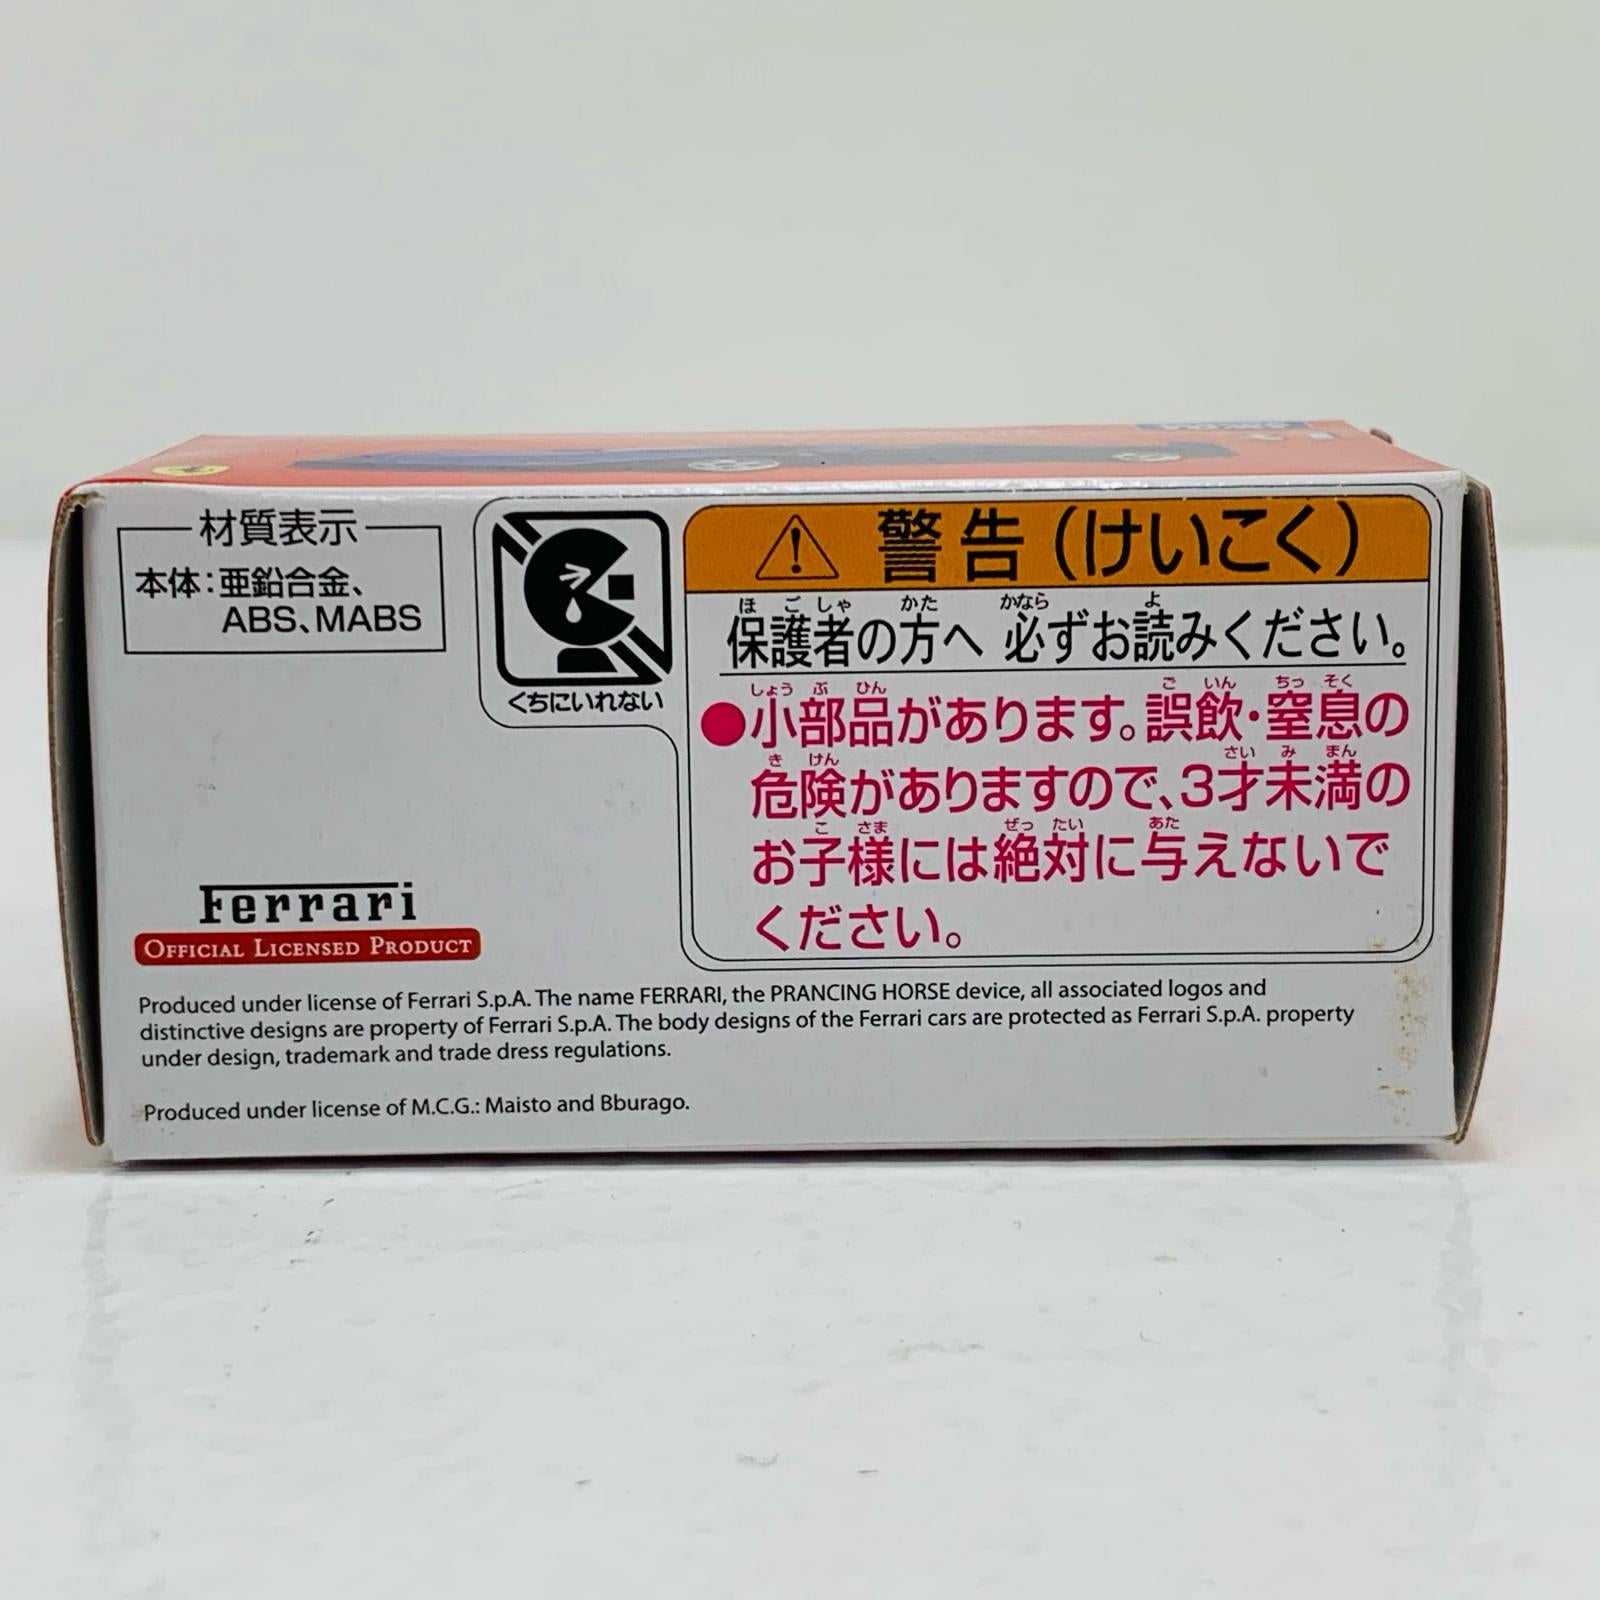 材質表示
本体：亜鉛合金、
ABS、MABS
くちにいれない
警告（けいこく）
ほ ご しゃ かた かなら よ
保護者の方へ 必ずお読みください。
しょう ぶ ひん ご いん ちっ そく
●小部品があります。誤飲・窒息の
き けん さい み まん
危険がありますので、3才未満の
こ さま ぜっ たい あた
お子様には絶対に与えないで
ください。
Ferrari
OFFICIAL LICENSED PRODUCT
Produced under license of Ferrari S.p.A. The name FERRARI, the PRANCING HORSE device, all associated logos and
distinctive designs are property of Ferrari S.p.A. The body designs of the Ferrari cars are protected as Ferrari S.p.A. property
under design, trademark and trade dress regulations.
Produced under license of M.C.G.: Maisto and Bburago.